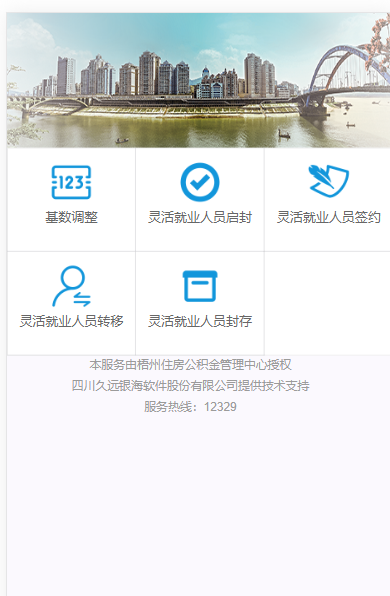 123
基数调整
灵活就业人员启封
灵活就业人员签约
灵活就业人员转移
灵活就业人员封存
本服务由梧州住房公积金管理中心授权
四川久远银海软件股份有限公司提供技术支持
服务热线：12329